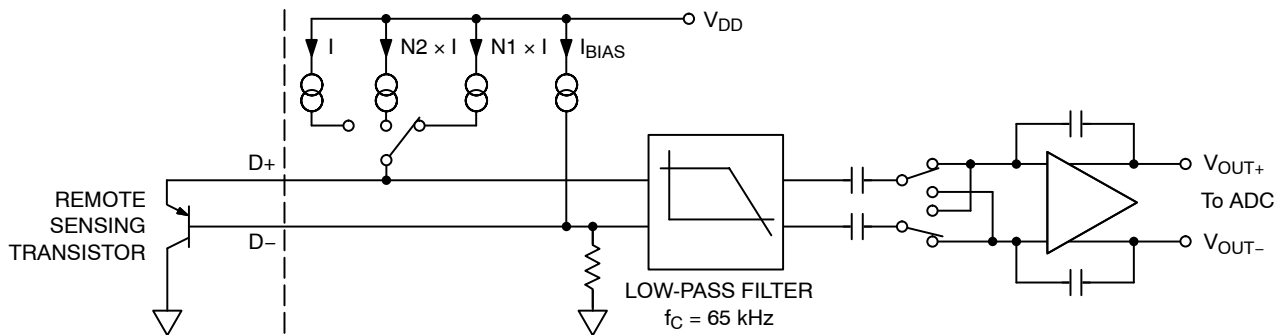 V_DD
I
N2 × I
N1 × I
I_BIAS
D+
REMOTE
SENSING
TRANSISTOR
D−
LOW-PASS FILTER
f_C = 65 kHz
V_OUT+
To ADC
V_OUT−